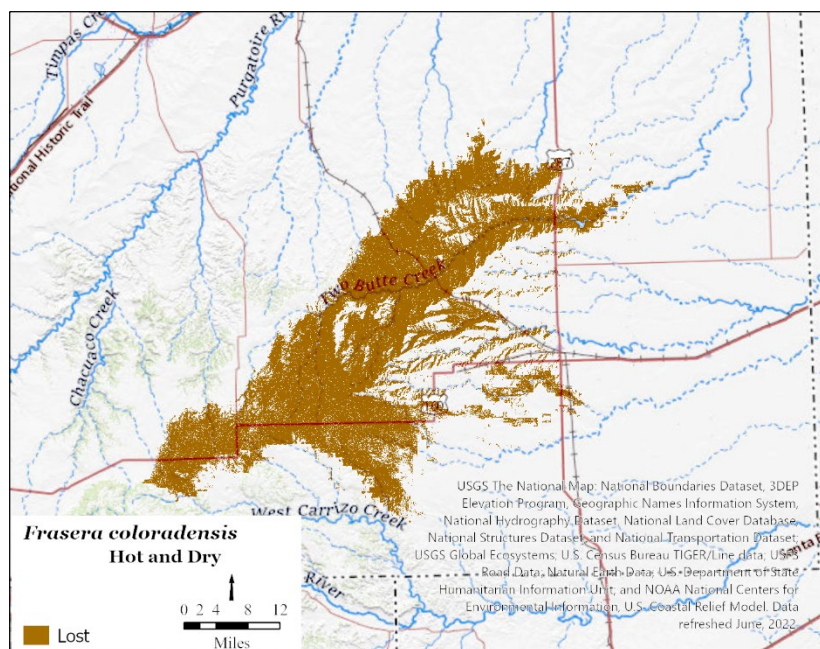 Timpas Cre
Purgatoire Ri
ional Historic Trail
287
Two Butte Creek
Chacuaco Creek
160
West Carrizo Creek
River
Santa F
USGS The National Map: National Boundaries Dataset, 3DEP
Elevation Program, Geographic Names Information System,
National Hydrography Dataset, National Land Cover Database,
National Structures Dataset, and National Transportation Dataset;
USGS Global Ecosystems; U.S. Census Bureau TIGER/Line data; USFS
Road Data; Natural Earth Data; U.S. Department of State
Humanitarian Information Unit; and NOAA National Centers for
Environmental Information, U.S. Coastal Relief Model. Data
refreshed June, 2022.
Frasera coloradensis
Hot and Dry
0 2 4 8 12
Miles
Lost